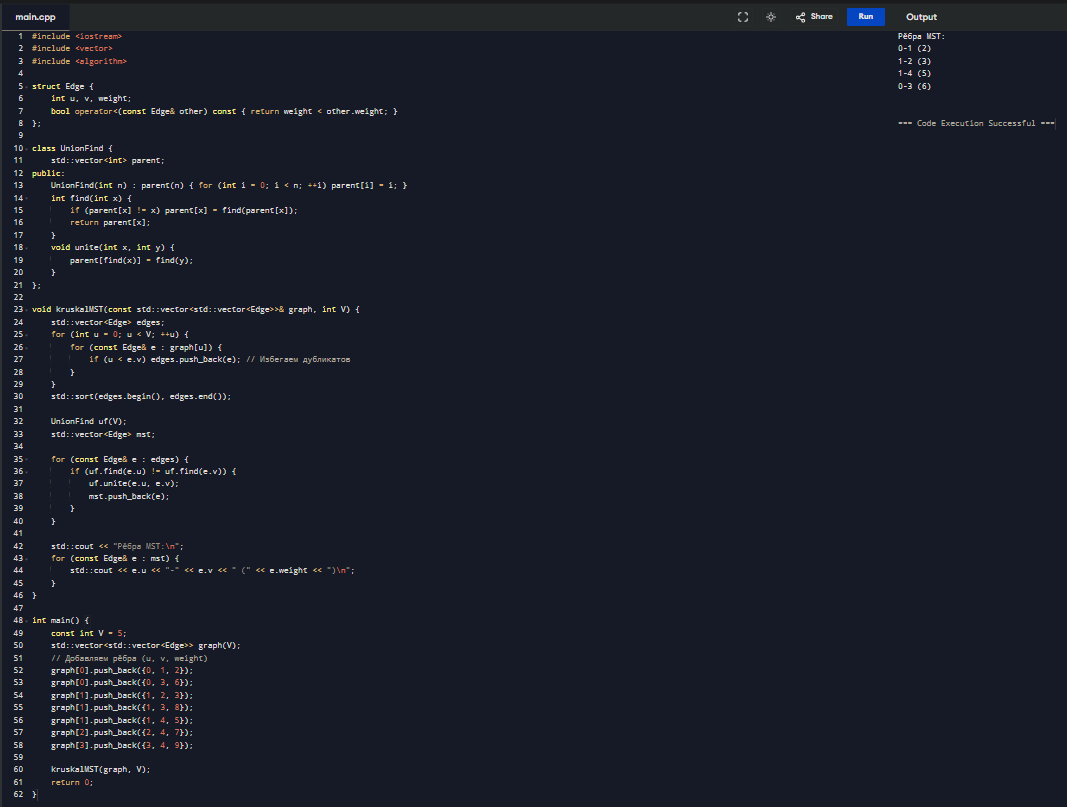 main.cpp
Share
Run
Output
1 #include <iostream>
2 #include <vector>
3 #include <algorithm>
4
5 struct Edge {
6     int u, v, weight;
7     bool operator<(const Edge& other) const { return weight < other.weight; }
8 };
9
10 class UnionFind {
11     std::vector<int> parent;
12 public:
13     UnionFind(int n) : parent(n) { for (int i = 0; i < n; ++i) parent[i] = i; }
14     int find(int x) {
15         if (parent[x] != x) parent[x] = find(parent[x]);
16         return parent[x];
17     }
18     void unite(int x, int y) {
19         parent[find(x)] = find(y);
20     }
21 };
22
23 void kruskalMST(const std::vector<std::vector<Edge>>& graph, int V) {
24     std::vector<Edge> edges;
25     for (int u = 0; u < V; ++u) {
26         for (const Edge& e : graph[u]) {
27             if (u < e.v) edges.push_back(e); // Избегаем дубликатов
28         }
29     }
30     std::sort(edges.begin(), edges.end());
31
32     UnionFind uf(V);
33     std::vector<Edge> mst;
34
35     for (const Edge& e : edges) {
36         if (uf.find(e.u) != uf.find(e.v)) {
37             uf.unite(e.u, e.v);
38             mst.push_back(e);
39         }
40     }
41
42     std::cout << "Рёбра MST:\n";
43     for (const Edge& e : mst) {
44         std::cout << e.u << "-" << e.v << " (" << e.weight << ")\n";
45     }
46 }
47
48 int main() {
49     const int V = 5;
50     std::vector<std::vector<Edge>> graph(V);
51     // Добавляем рёбра (u, v, weight)
52     graph[0].push_back({0, 1, 2});
53     graph[0].push_back({0, 3, 6});
54     graph[1].push_back({1, 2, 3});
55     graph[1].push_back({1, 3, 8});
56     graph[1].push_back({1, 4, 5});
57     graph[2].push_back({2, 4, 7});
58     graph[3].push_back({3, 4, 9});
59
60     kruskalMST(graph, V);
61     return 0;
62 }
Рёбра MST:
0-1 (2)
1-2 (3)
1-4 (5)
0-3 (6)
=== Code Execution Successful ===